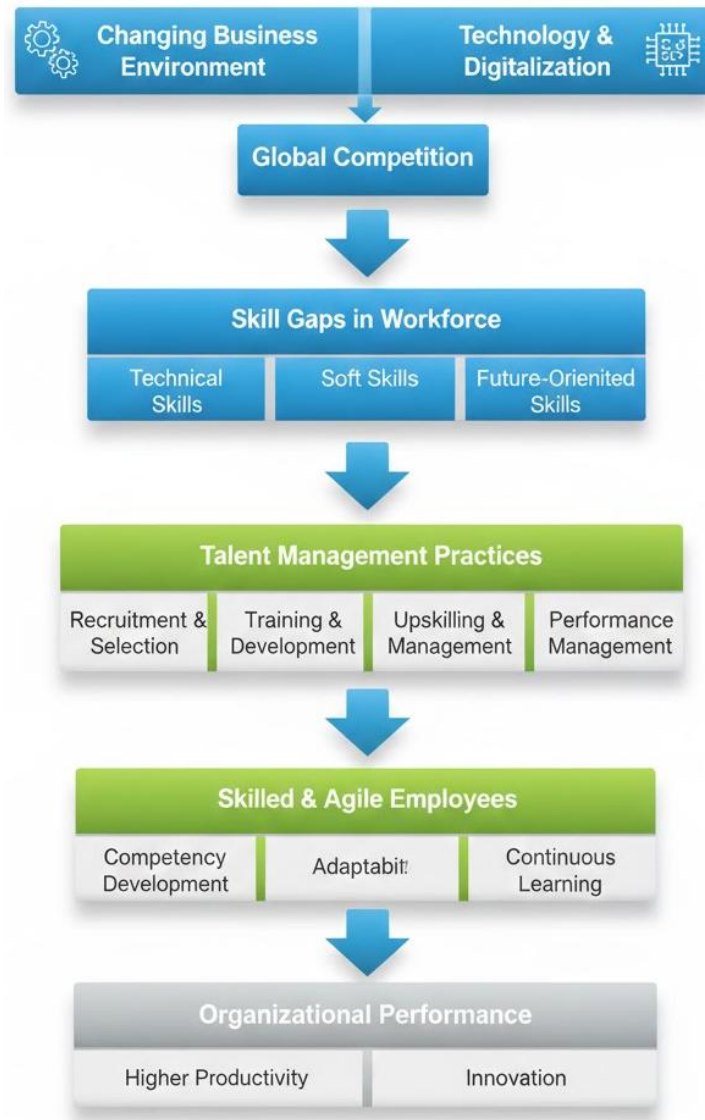 Changing Business
Environment
Technology &
Digitalization
Global Competition
Skill Gaps in Workforce
Technical
Skills
Soft Skills
Future-Orienited
Skills
Talent Management Practices
Recruitment &
Selection
Training &
Development
Upskilling &
Management
Performance
Management
Skilled & Agile Employees
Competency
Development
Continuous
Learning
Organizational Performance
Higher Productivity
Innovation